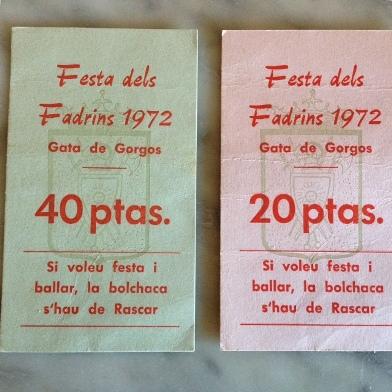 Festa dels
Fadrins 1972
Gata de Gorgos
40 ptas.
Si voleu festa i
ballar, la bolchaca
s'hau de Rascar
Festa dels
Fadrins 1972
Gata de Gorgos
20 ptas.
Si voleu festa i
ballar, la bolchaca
s'hau de Rascar